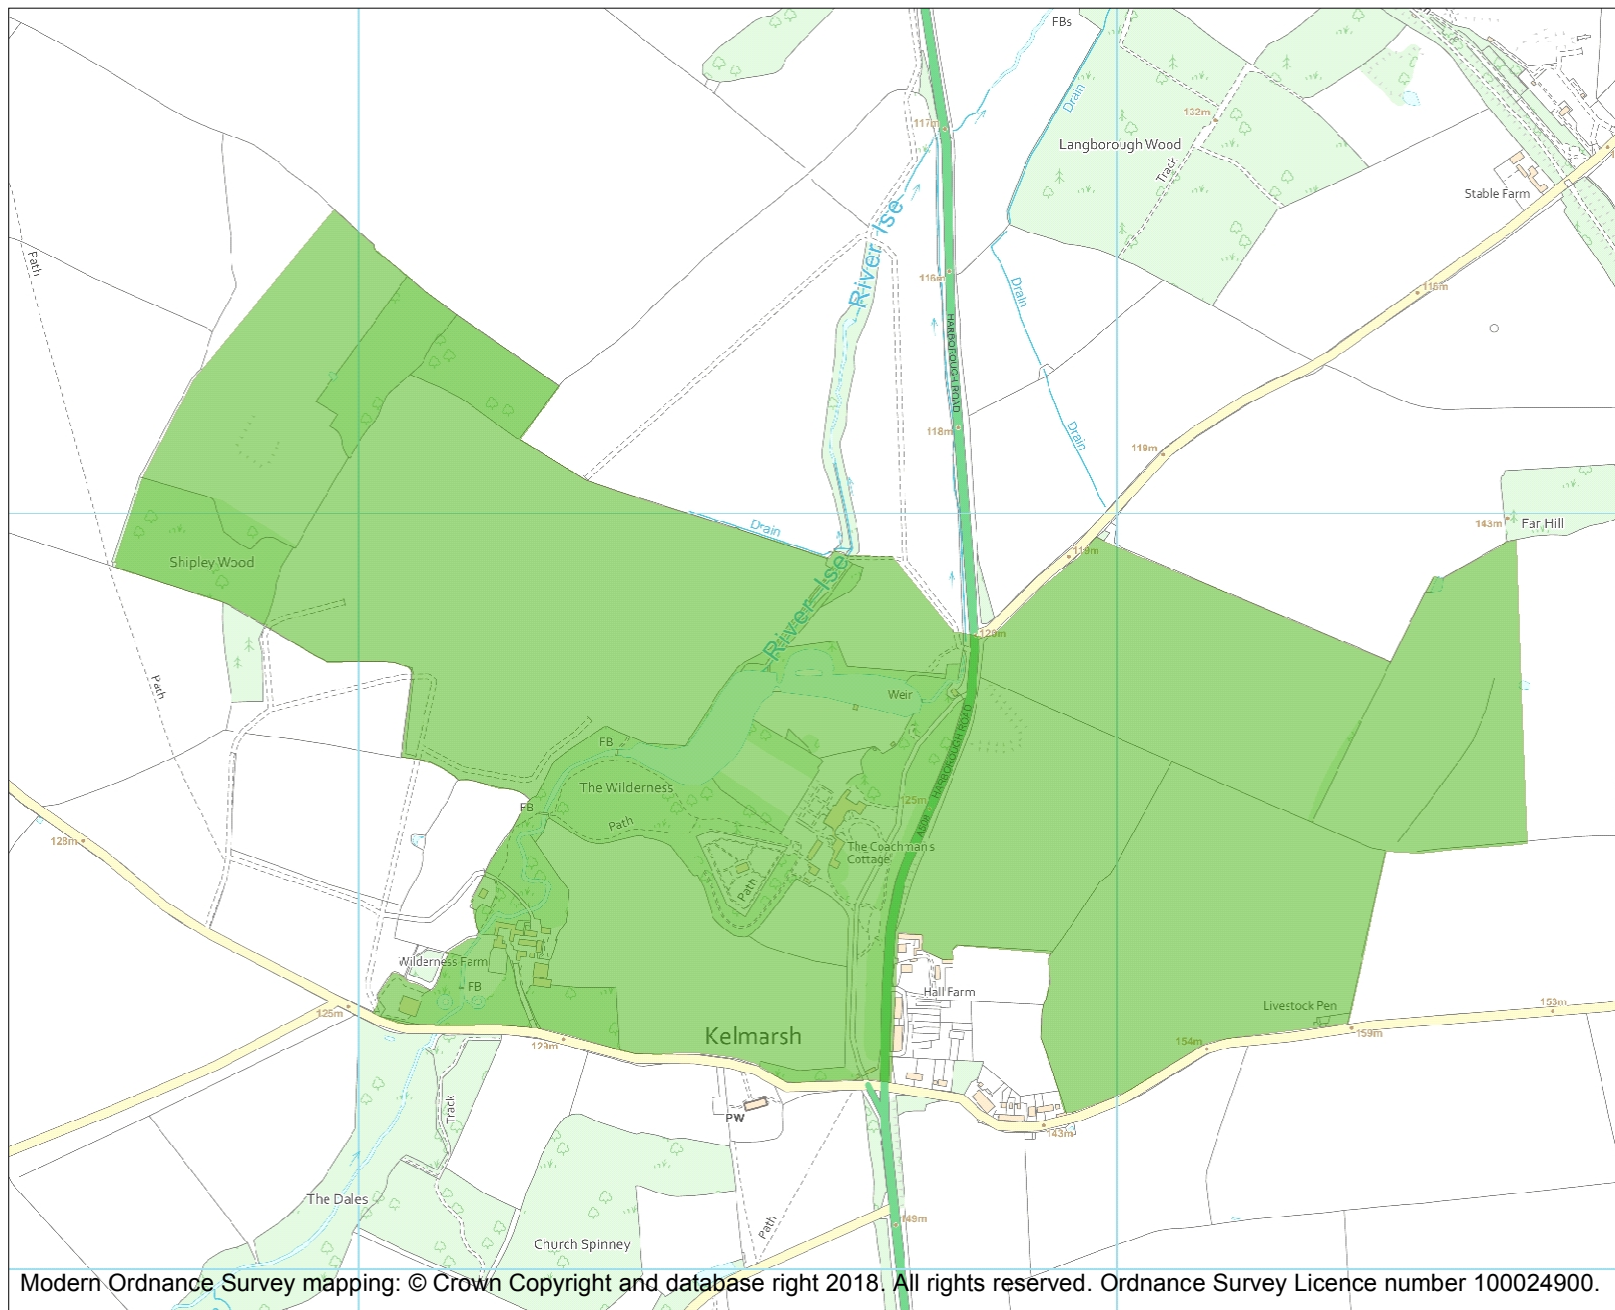 FBs
Drain
117m
132m
Langborough Wood
Track
Stable Farm
River Ise
Path
116m
Drain
115m
HARBOROUGH ROAD
118m
Drain
119m
Drain
143m
Far Hill
119m
Shipley Wood
River Ise
120m
Path
Weir
HARBOROUGH ROAD
FB
The Wilderness
125m
FB
Path
A508
128m
The Coachman's
Cottage
Path
Wilderness Farm
FB
Hall Farm
125m
Livestock Pen
153m
Kelmarsh
159m
129m
154m
Track
PW
143m
The Dales
149m
Path
Church Spinney
Modern Ordnance Survey mapping: © Crown Copyright and database right 2018. All rights reserved. Ordnance Survey Licence number 100024900.